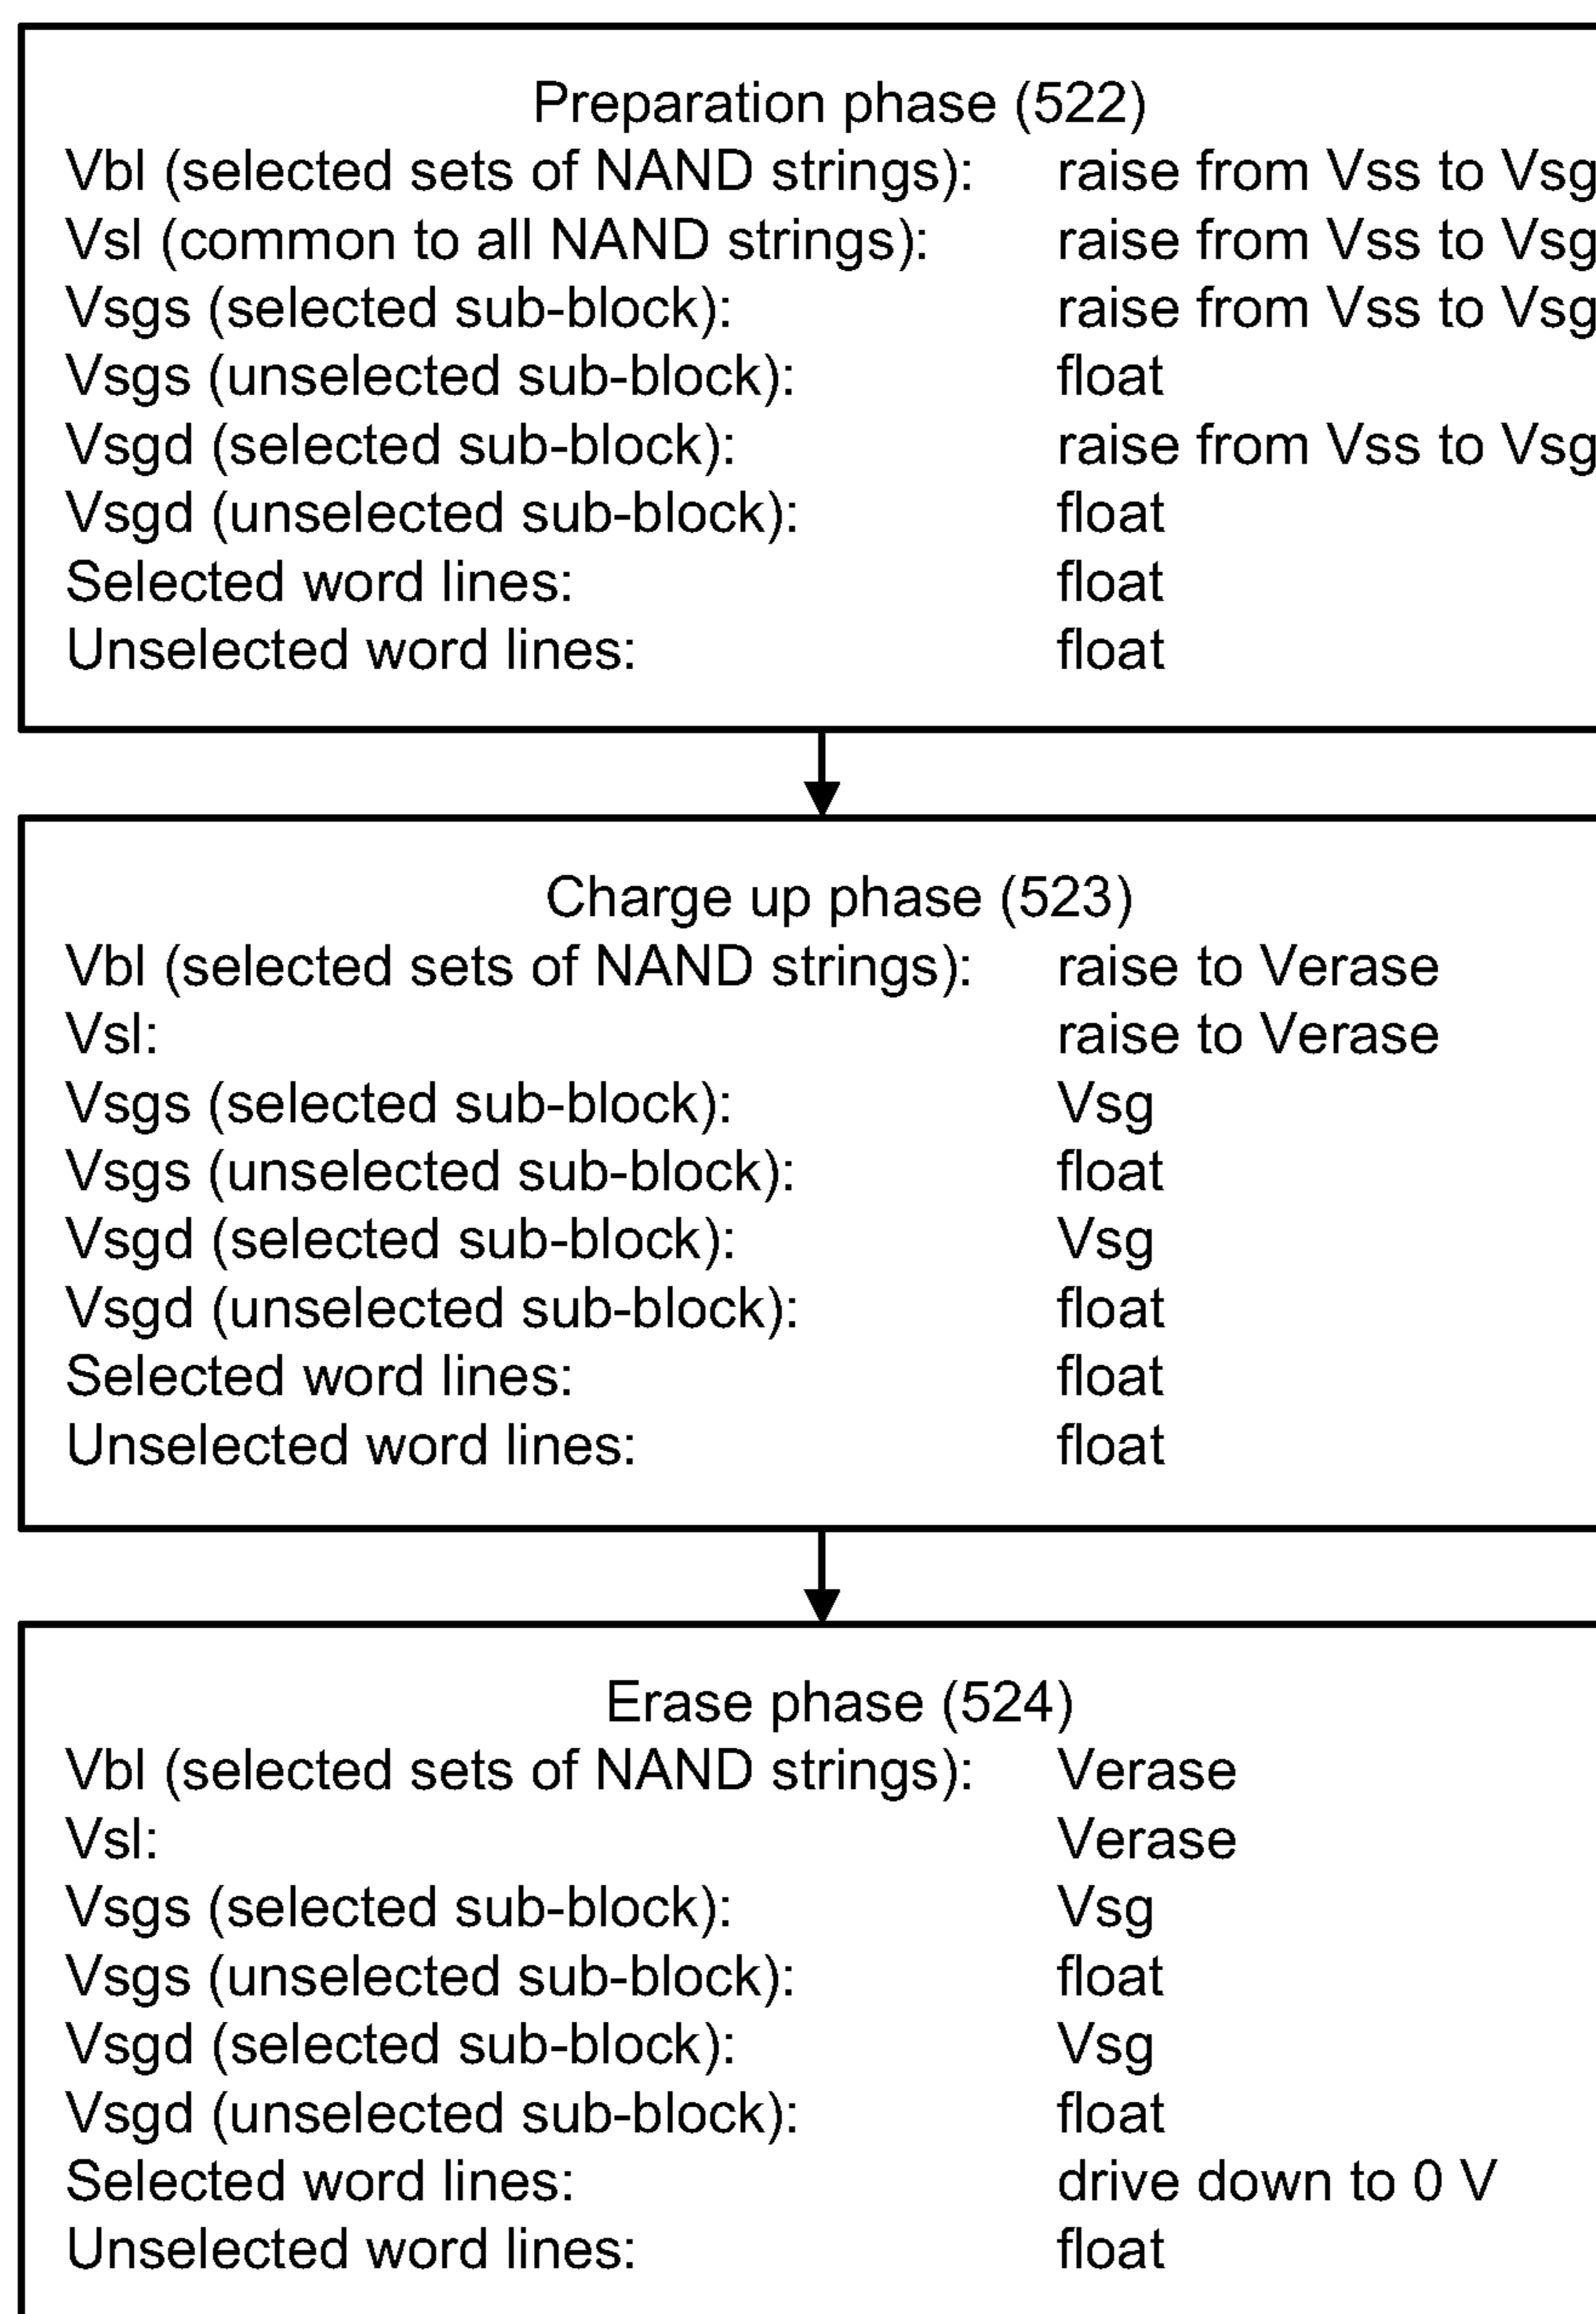 Preparation phase (522)
Vbl (selected sets of NAND strings): raise from Vss to Vsg
Vsl (common to all NAND strings): raise from Vss to Vsg
Vsgs (selected sub-block): raise from Vss to Vsg
Vsgs (unselected sub-block): float
Vsgd (selected sub-block): raise from Vss to Vsg
Vsgd (unselected sub-block): float
Selected word lines: float
Unselected word lines: float
Charge up phase (523)
Vbl (selected sets of NAND strings): raise to Verase
Vsl: raise to Verase
Vsgs (selected sub-block): Vsg
Vsgs (unselected sub-block): float
Vsgd (selected sub-block): Vsg
Vsgd (unselected sub-block): float
Selected word lines: float
Unselected word lines: float
Erase phase (524)
Vbl (selected sets of NAND strings): Verase
Vsl: Verase
Vsgs (selected sub-block): Vsg
Vsgs (unselected sub-block): float
Vsgd (selected sub-block): Vsg
Vsgd (unselected sub-block): float
Selected word lines: drive down to 0 V
Unselected word lines: float